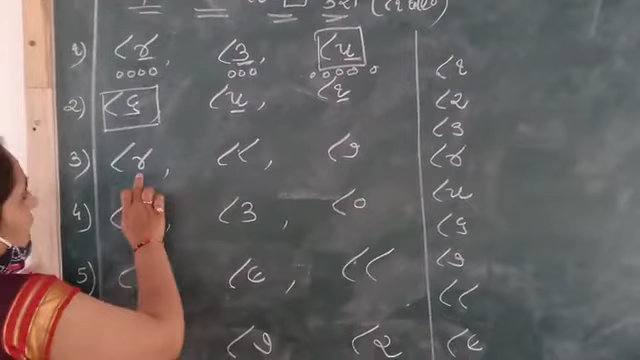 ૧) ૮૪, ૮૩, ૮૫
૨) ૮૬, ૮૫, ૮૧
૩) ૮૪, ૮૮, ૮૭
૪) ૮૩, ૮૦
૫) ૮૯, ૮૮
૮૭ ૮૨
૮૧
૮૨
૮૩
૮૪
૮૫
૮૬
૮૭
૮૮
૮૯